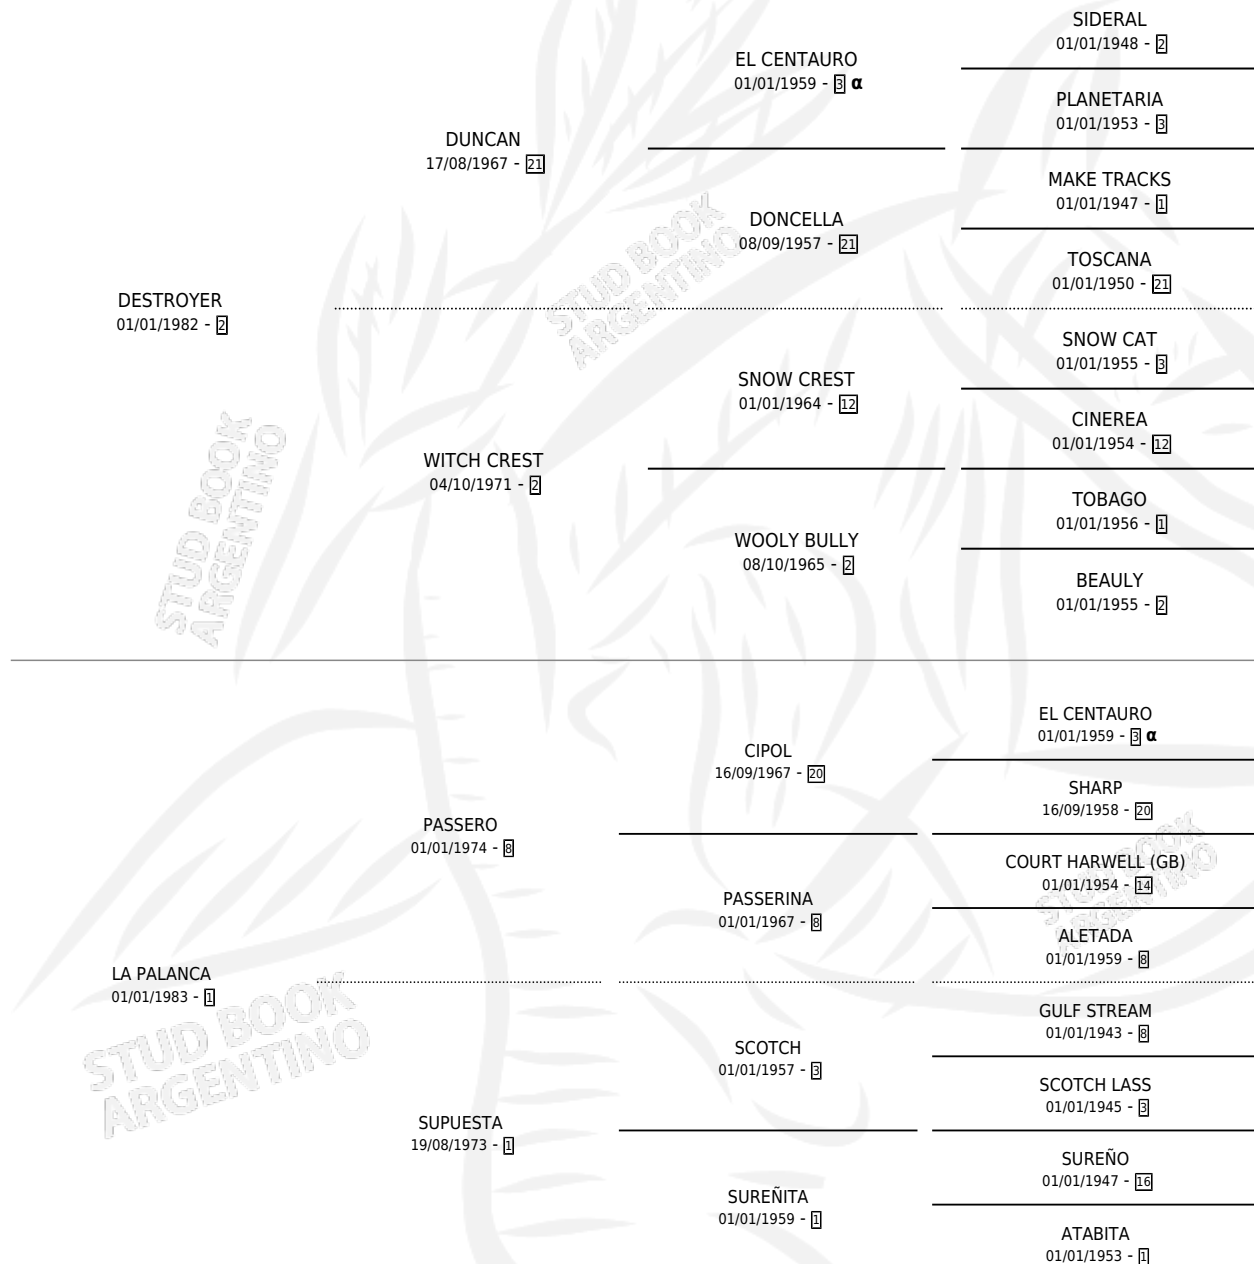 SIDERAL
01/01/1948 - 2
EL CENTAURO
01/01/1959 - 3 α
PLANETARIA
01/01/1953 - 3
DUNCAN
17/08/1967 - 21
MAKE TRACKS
01/01/1947 - 1
DONCELLA
08/09/1957 - 21
TOSCANA
01/01/1950 - 21
DESTROYER
01/01/1982 - 2
SNOW CAT
01/01/1955 - 3
SNOW CREST
01/01/1964 - 12
CINEREA
01/01/1954 - 12
WITCH CREST
04/10/1971 - 2
TOBAGO
01/01/1956 - 1
WOOLY BULLY
08/10/1965 - 2
BEAULY
01/01/1955 - 2
EL CENTAURO
01/01/1959 - 3 α
CIPOL
16/09/1967 - 20
SHARP
16/09/1958 - 20
PASSERO
01/01/1974 - 8
COURT HARWELL (GB)
01/01/1954 - 14
PASSERINA
01/01/1967 - 8
ALETADA
01/01/1959 - 8
LA PALANCA
01/01/1983 - 1
GULF STREAM
01/01/1943 - 8
SCOTCH
01/01/1957 - 3
SCOTCH LASS
01/01/1945 - 3
SUPUESTA
19/08/1973 - 1
SUREÑO
01/01/1947 - 16
SUREÑITA
01/01/1959 - 1
ATABITA
01/01/1953 - 1
STUD BOOK
ARGENTINO
STUD BOOK
ARGENTINO
STUD BOOK
ARGENTINO
STUD BOOK
ARGENTINO